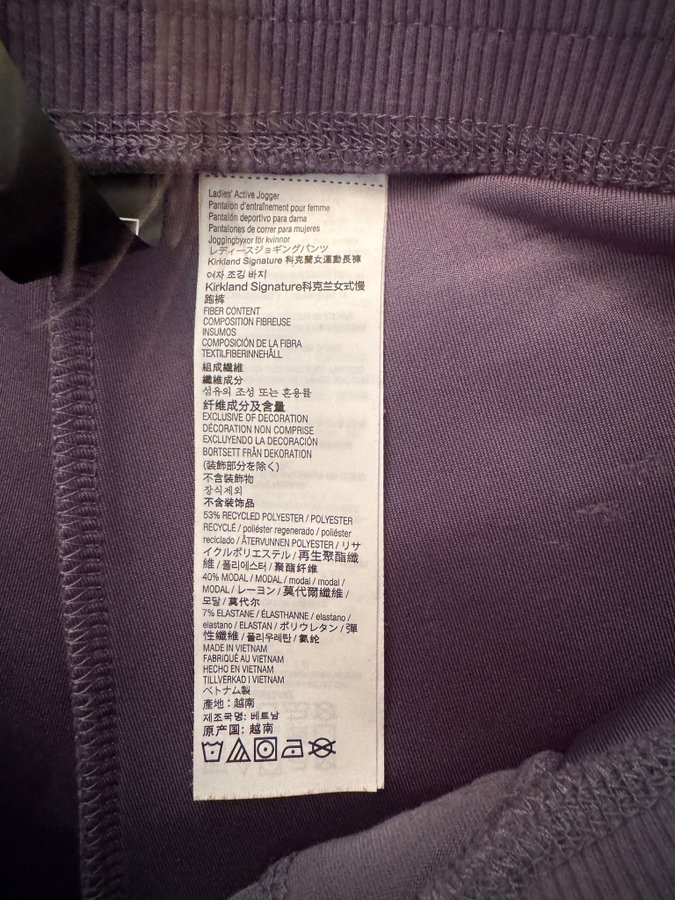 Ladies' Active Jogger
Pantalon d'entraînement pour femme
Pantalón deportivo para dama
Pantalones de correr para mujeres
Joggingbyxor för kvinnor
レディースジョギングパンツ
Kirkland Signature 科克蘭女運動長褲
여자 조깅 바지
Kirkland Signature科克兰女式慢
跑裤
FIBER CONTENT
COMPOSITION FIBREUSE
INSUMOS
COMPOSICIÓN DE LA FIBRA
TEXTILFIBERINNEHÅLL
組成繊維
纖維成分
섬유의 조성 또는 혼용률
纤维成分及含量
EXCLUSIVE OF DECORATION
DÉCORATION NON COMPRISE
EXCLUYENDO LA DECORACIÓN
BORTSETT FRÅN DEKORATION
(装飾部分を除く)
不含裝飾物
장식제외
不含装饰品
53% RECYCLED POLYESTER / POLYESTER
RECYCLÉ / poliéster regenerado / poliéster
reciclado / ÅTERVUNNEN POLYESTER / リサ
イクルポリエステル / 再生聚酯纖
維 / 폴리에스터 / 聚酯纤维
40% MODAL / MODAL / modal / modal /
MODAL / レーヨン / 莫代爾纖維 /
모달 / 莫代尔
7% ELASTANE / ÉLASTHANNE / elastano /
elastano / ELASTAN / ポリウレタン / 彈
性纖維 / 폴리우레탄 / 氨纶
MADE IN VIETNAM
FABRIQUÉ AU VIETNAM
HECHO EN VIETNAM
TILLVERKAD I VIETNAM
ベトナム製
產地：越南
제조국명: 베트남
原产国: 越南